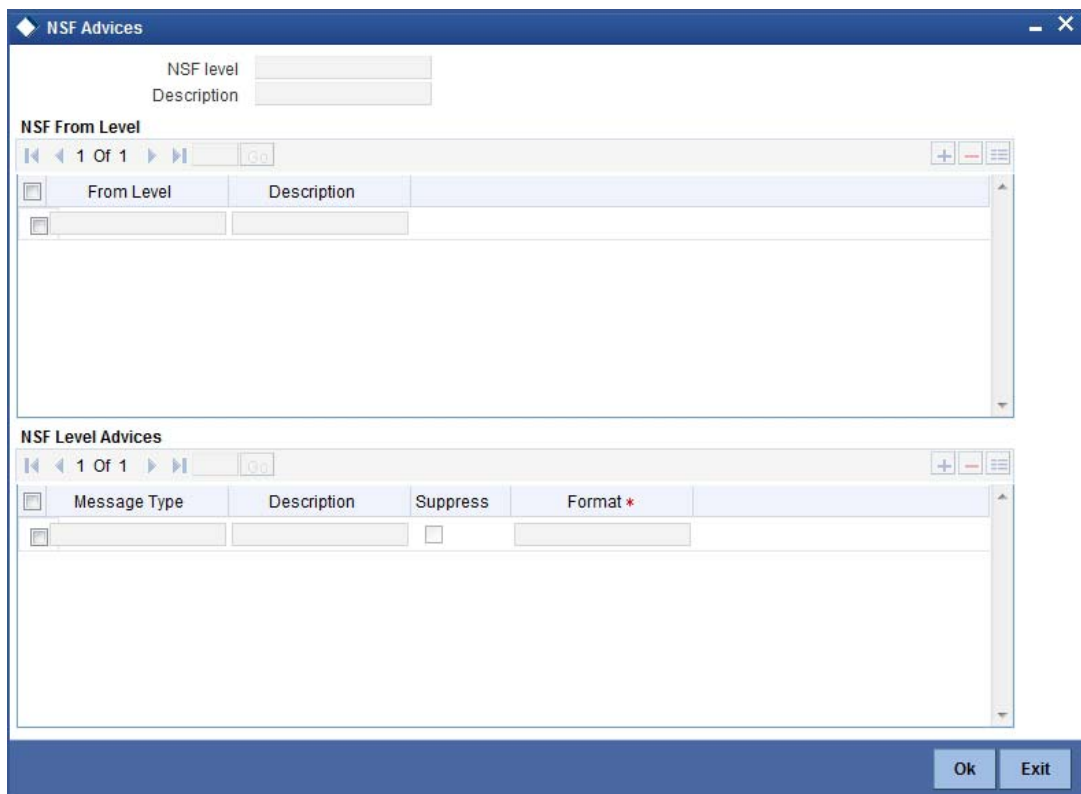 NSF Advices
NSF level
Description
NSF From Level
1 Of 1 Go
From Level Description
NSF Level Advices
1 Of 1 Go
Message Type Description Suppress Format *
Ok Exit